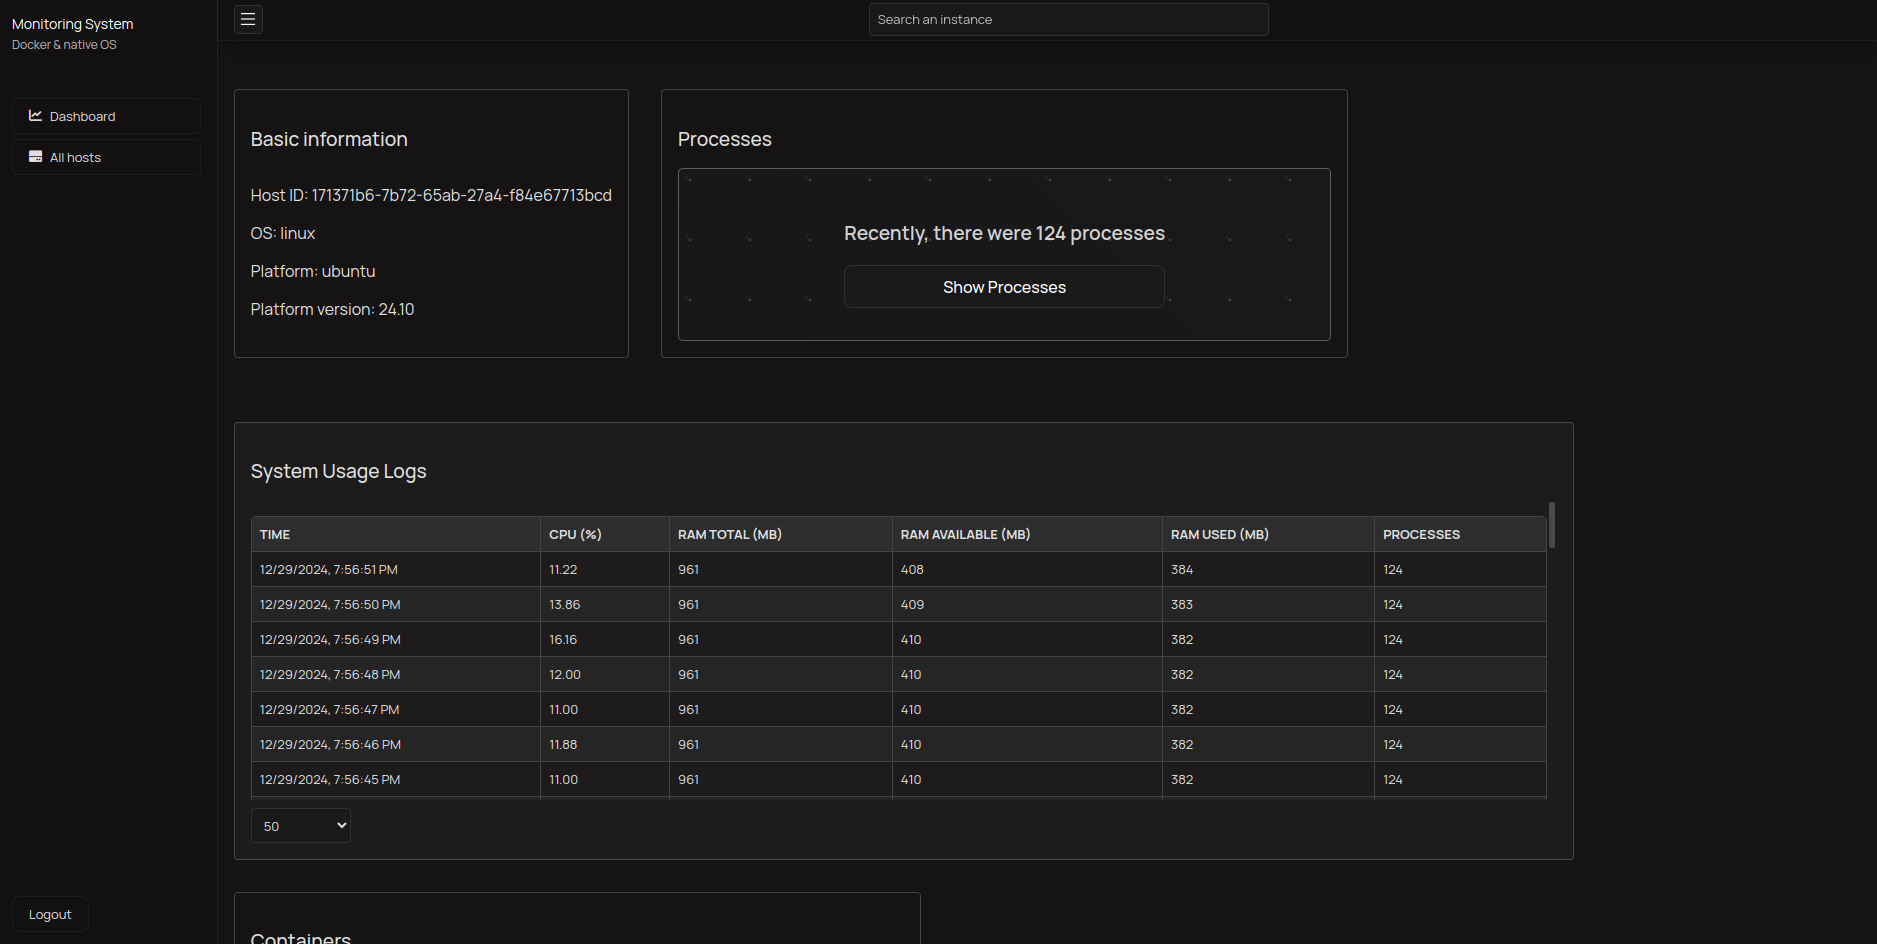 Monitoring System
Docker & native OS
Dashboard
All hosts
Logout
Search an instance
Basic information
Host ID: 171371b6-7b72-65ab-27a4-f84e67713bcd
OS: linux
Platform: ubuntu
Platform version: 24.10
Processes
Recently, there were 124 processes
Show Processes
System Usage Logs
TIME CPU (%) RAM TOTAL (MB) RAM AVAILABLE (MB) RAM USED (MB) PROCESSES
12/29/2024, 7:56:51 PM 11.22 961 408 384 124
12/29/2024, 7:56:50 PM 13.86 961 409 383 124
12/29/2024, 7:56:49 PM 16.16 961 410 382 124
12/29/2024, 7:56:48 PM 12.00 961 410 382 124
12/29/2024, 7:56:47 PM 11.00 961 410 382 124
12/29/2024, 7:56:46 PM 11.88 961 410 382 124
12/29/2024, 7:56:45 PM 11.00 961 410 382 124
50
Containers